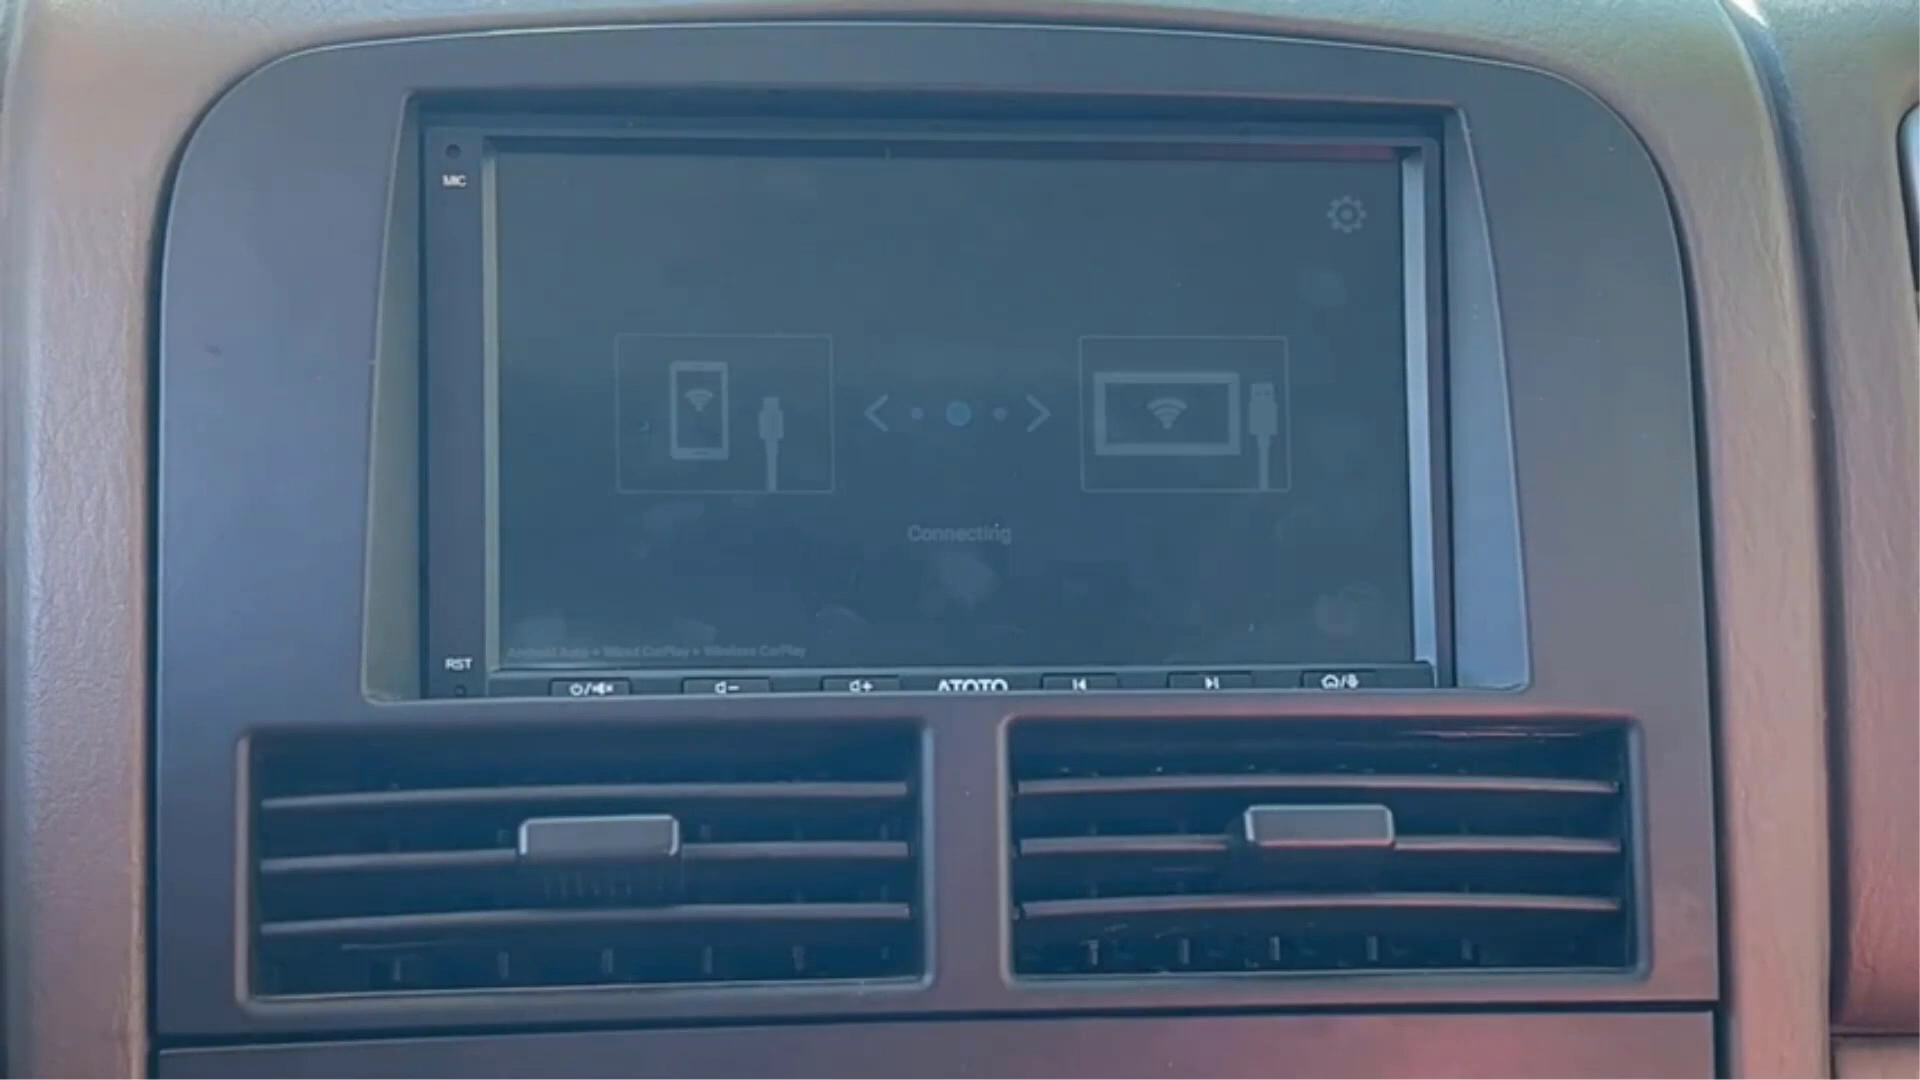 MIC
Connecting
Android Auto + Wired CarPlay + Wireless CarPlay
RST
ATOTO